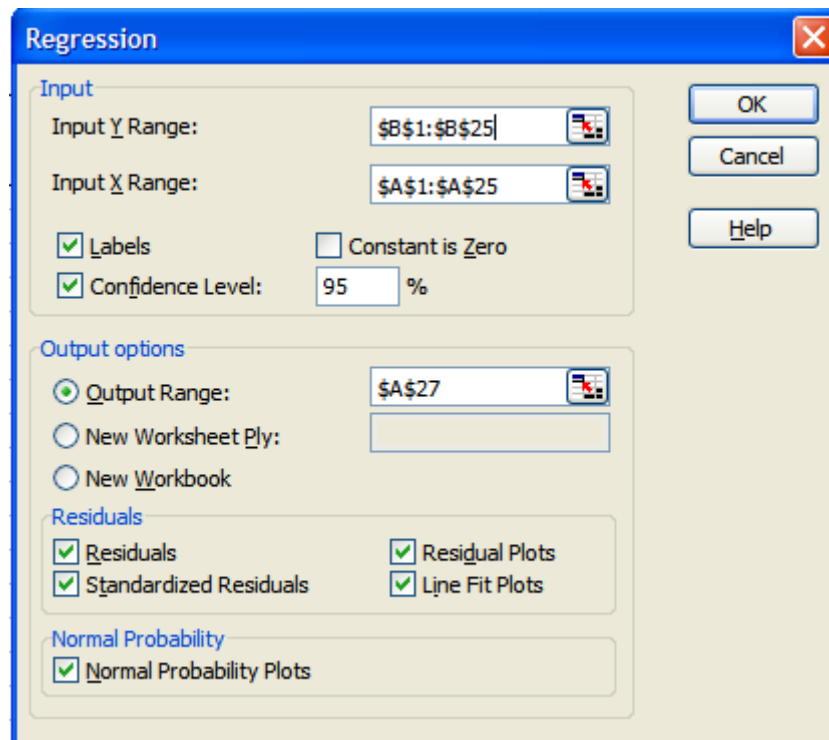 Regression
Input
Input Y Range: $B$1:$B$25
Input X Range: $A$1:$A$25
Labels Constant is Zero
Confidence Level: 95 %
OK
Cancel
Help
Output options
Output Range: $A$27
New Worksheet Ply:
New Workbook
Residuals
Residuals Residual Plots
Standardized Residuals Line Fit Plots
Normal Probability
Normal Probability Plots